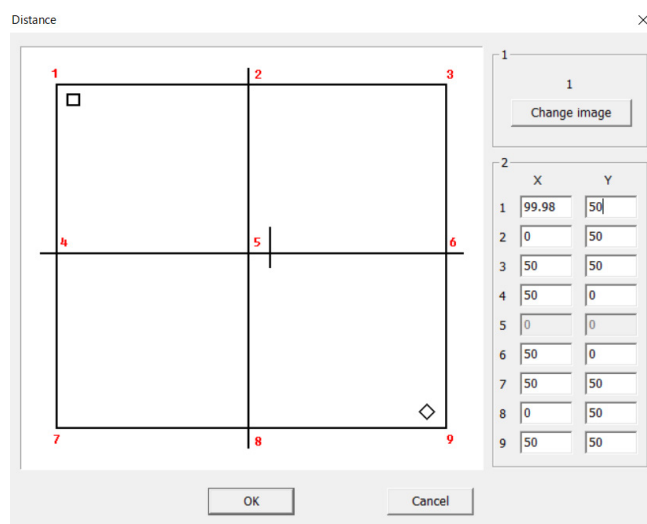 Distance
1 2 3
4 5 6
7 8 9
1
1
Change image
2
X Y
1 99.98 50
2 0 50
3 50 50
4 50 0
5 0 0
6 50 0
7 50 50
8 0 50
9 50 50
OK Cancel